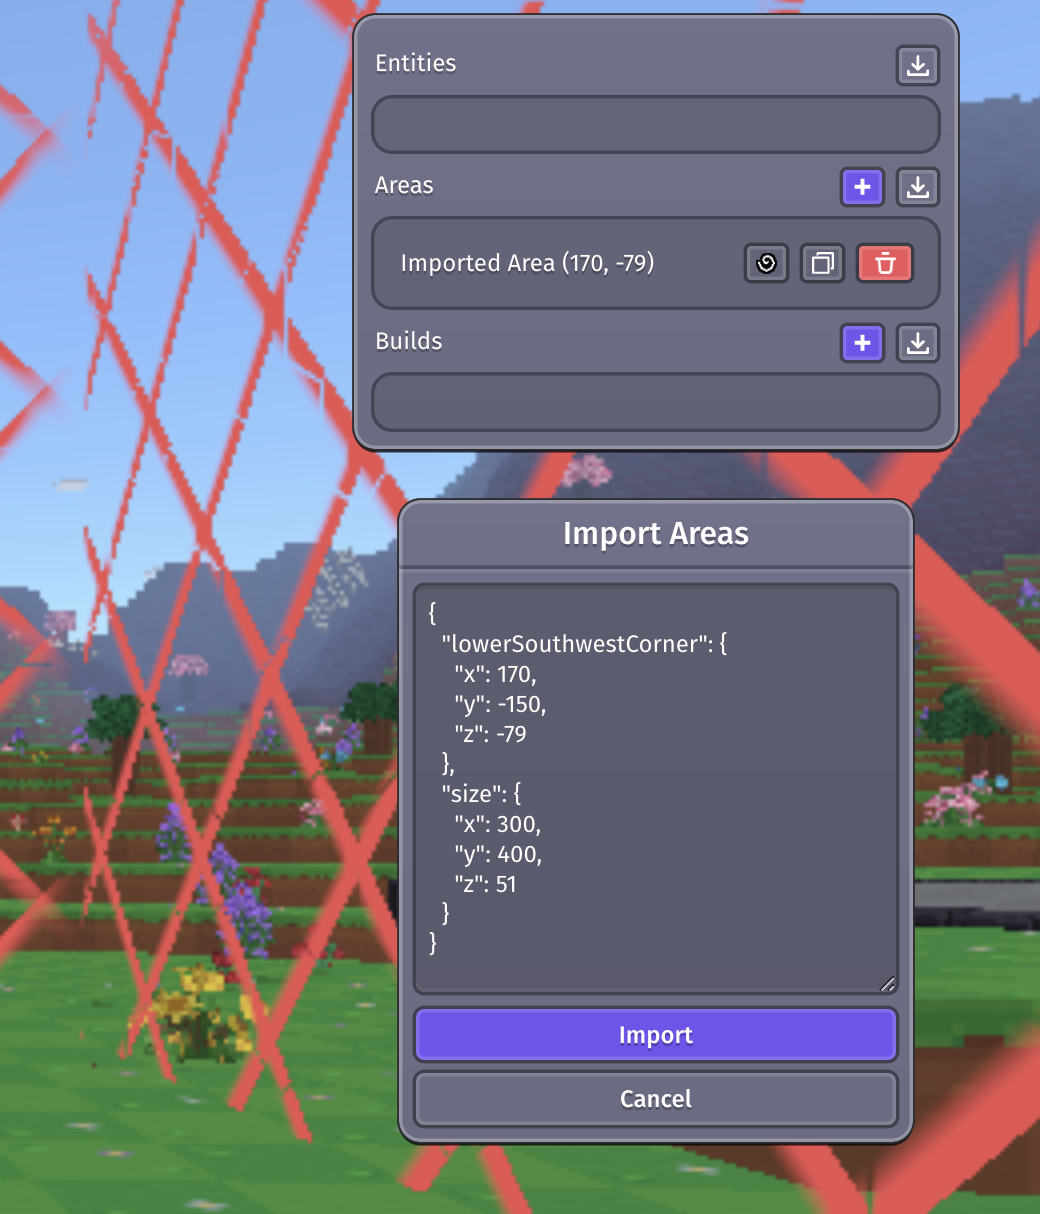 Entities
Areas
Imported Area (170, -79)
Builds
Import Areas
{
"lowerSouthwestCorner": {
"x": 170,
"y": -150,
"z": -79
},
"size": {
"x": 300,
"y": 400,
"z": 51
}
}
Import
Cancel